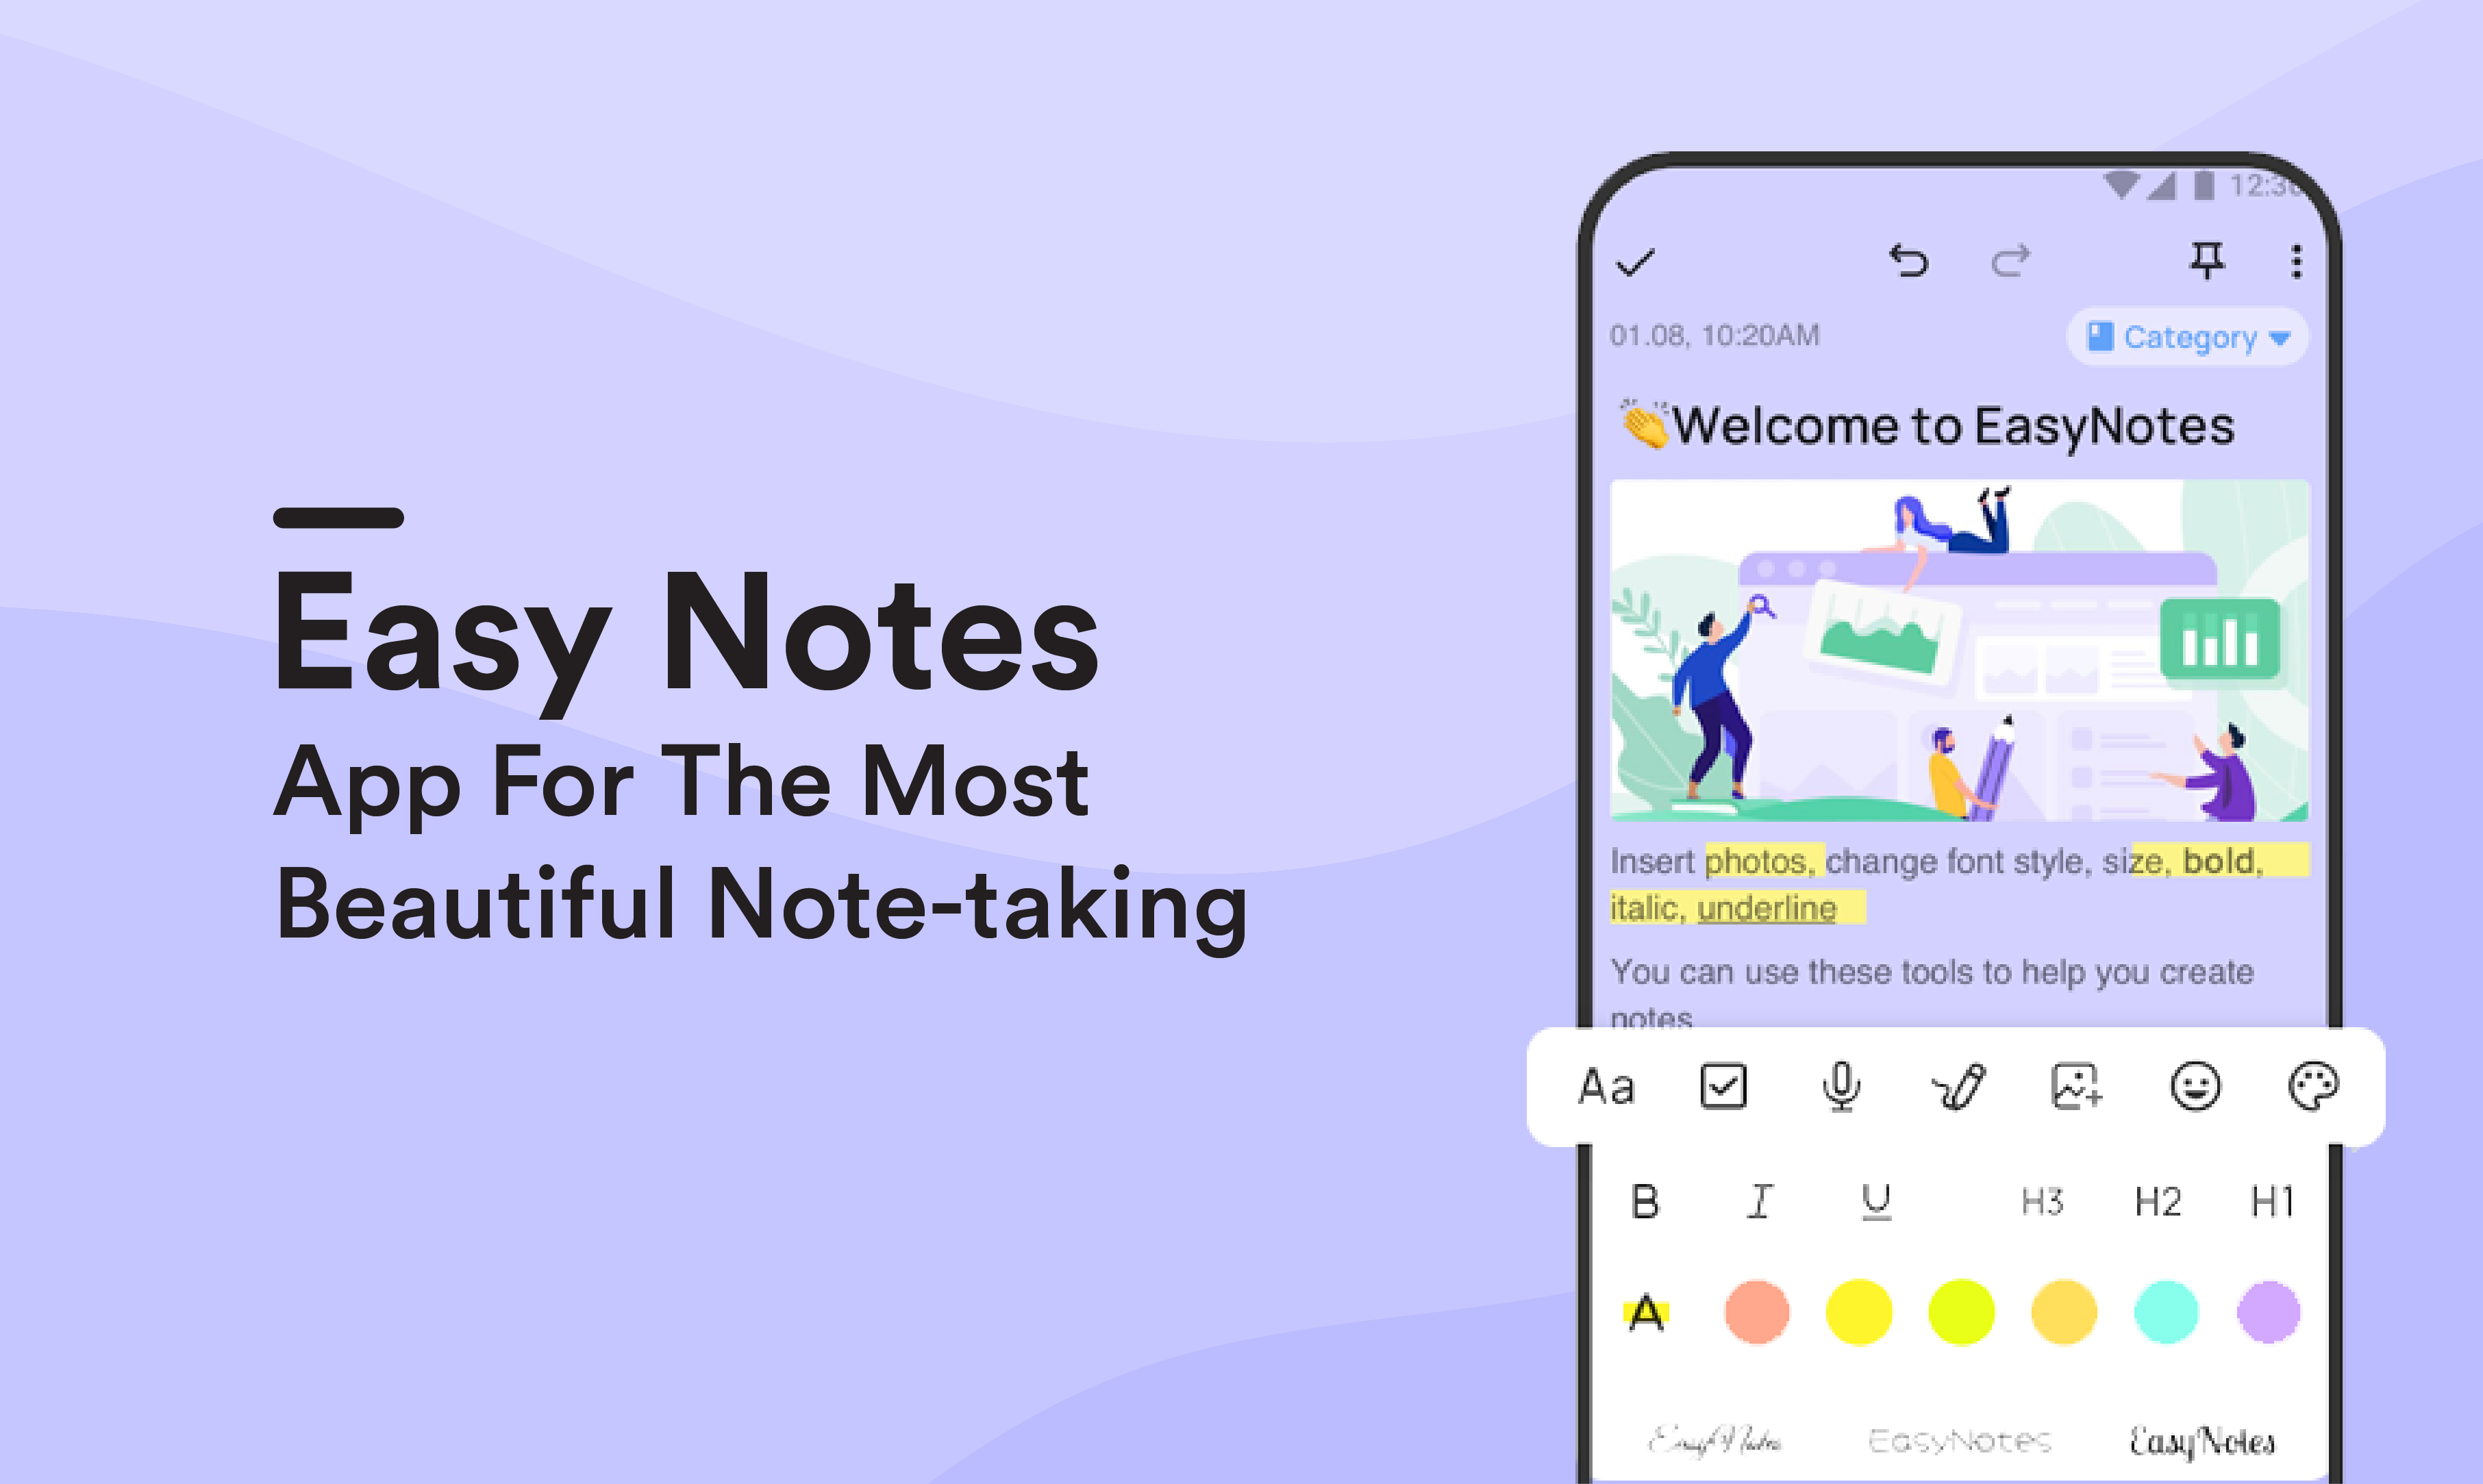 Easy Notes
App For The Most
Beautiful Note-taking
01.08, 10:20AM
Category
👏Welcome to EasyNotes
Insert photos, change font style, size, bold,
italic, underline
You can use these tools to help you create
notes
Aa
B I U H3 H2 H1
A
EasyNotes EasyNotes EasyNotes